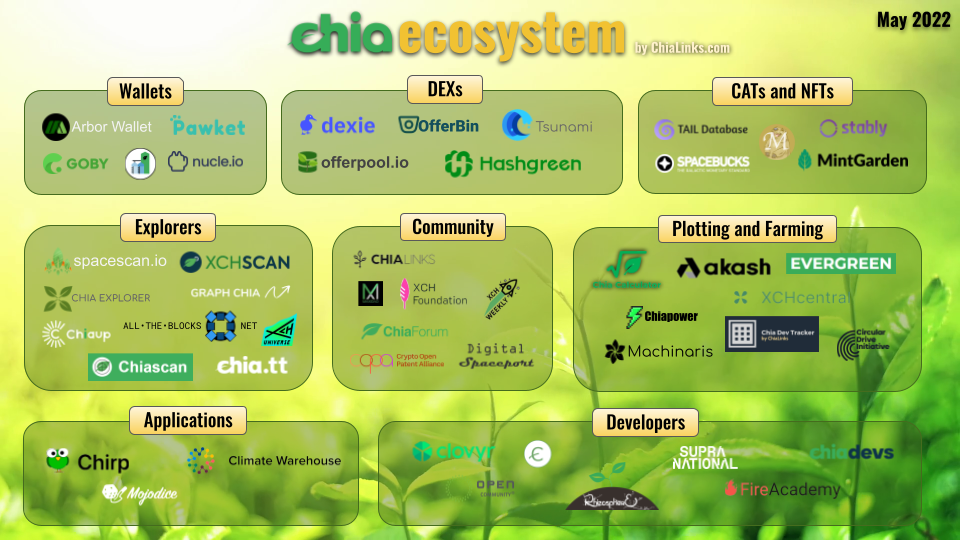 May 2022
chia ecosystem
by ChiaLinks.com
Wallets
Arbor Wallet
Pawket
GOBY
nucle.io
DEXs
dexie
OfferBin
Tsunami
offerpool.io
Hashgreen
CATs and NFTs
TAIL Database
M
stably
SPACEBUCKS
MintGarden
Explorers
spacescan.io
XCHSCAN
CHIA EXPLORER
GRAPH CHIA
Chiaup
ALL•THE•BLOCKS
NET
XCH
UNIVERSE
Chiascan
chia.tt
Community
CHIALINKS
XCH
Foundation
XCH
WEEKLY
ChiaForum
Crypto Open
Patent Alliance
Digital
Spaceport
Plotting and Farming
akash
EVERGREEN
XCHcentral
Chiapower
Chia Dev Tracker
by ChiaLinks
Machinaris
Circular
Drive
Initiative
Applications
Chirp
Climate Warehouse
Mojodice
Developers
clovyr
SUPRA
NATIONAL
chiadevs
OPEN
FireAcademy